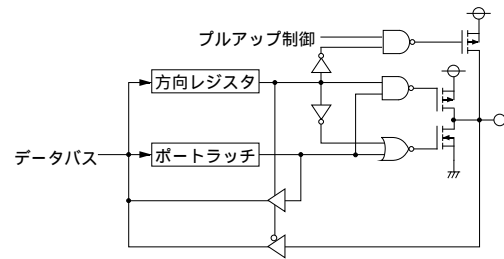 プルアップ制御
方向レジスタ
データバス
ポートラッチ